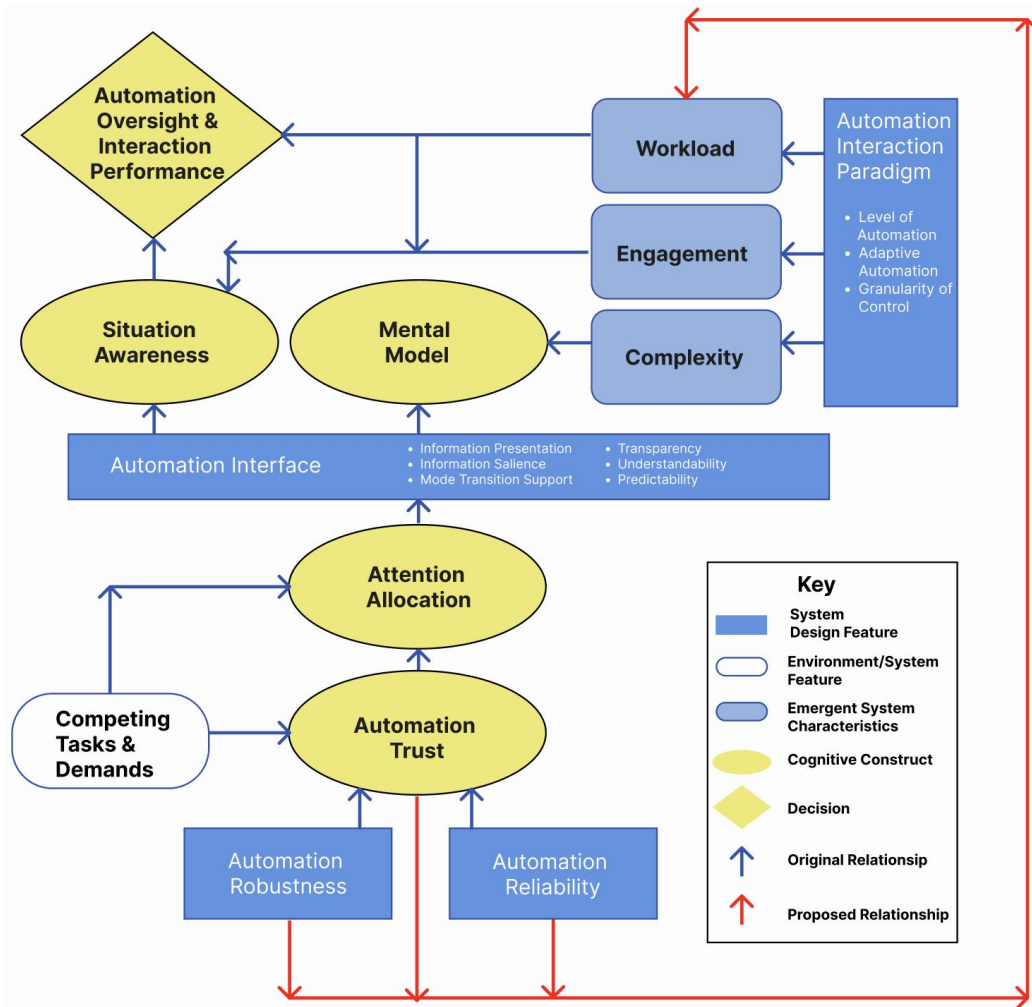 Automation
Oversight &
Interaction
Performance
Workload
Automation
Interaction
Paradigm
• Level of
Automation
• Adaptive
Automation
• Granularity of
Control
Engagement
Situation
Awareness
Mental
Model
Complexity
Automation Interface
• Information Presentation
• Information Salience
• Mode Transition Support
• Transparency
• Understandability
• Predictability
Attention
Allocation
Competing
Tasks &
Demands
Automation
Trust
Automation
Robustness
Automation
Reliability
Key
System
Design Feature
Environment/System
Feature
Emergent System
Characteristics
Cognitive Construct
Decision
Original Relationsip
Proposed Relationship